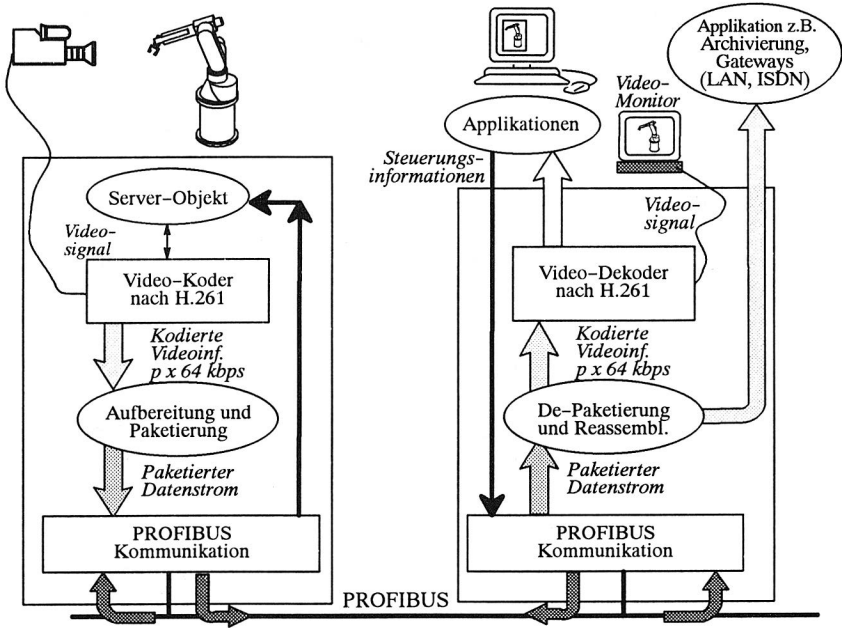 Server-Objekt
Video-
signal
Video-Koder
nach H.261
Kodierte
Videoinf.
p x 64 kbps
Aufbereitung und
Paketierung
Paketierter
Datenstrom
PROFIBUS
Kommunikation
PROFIBUS
Applikation z.B.
Archivierung,
Gateways
(LAN, ISDN)
Video-
Monitor
Applikationen
Steuerungs-
informationen
Video-
signal
Video-Dekoder
nach H.261
Kodierte
Videoinf.
p x 64 kbps
De-Paketierung
und Reassembl.
Paketierter
Datenstrom
PROFIBUS
Kommunikation